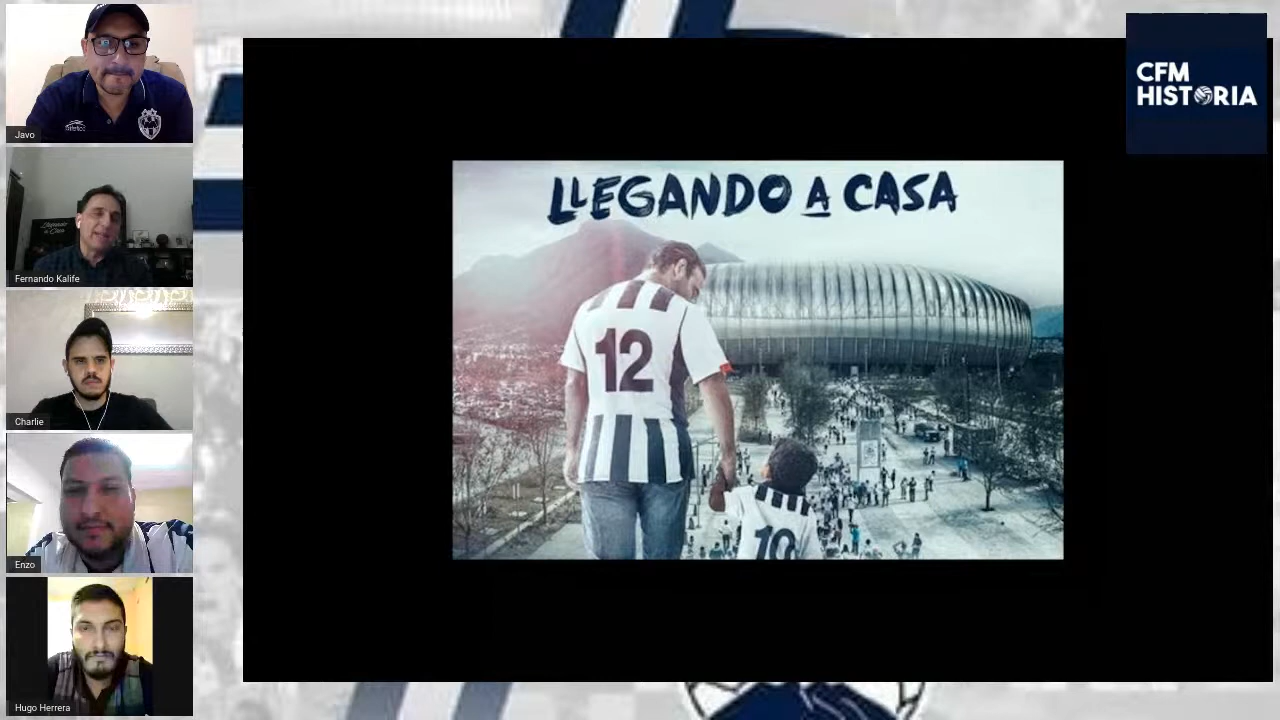 Javo
Fernando Kalife
Charlie
Enzo
Hugo Herrera
LLEGANDO A CASA
12
10
CFM
HISTORIA